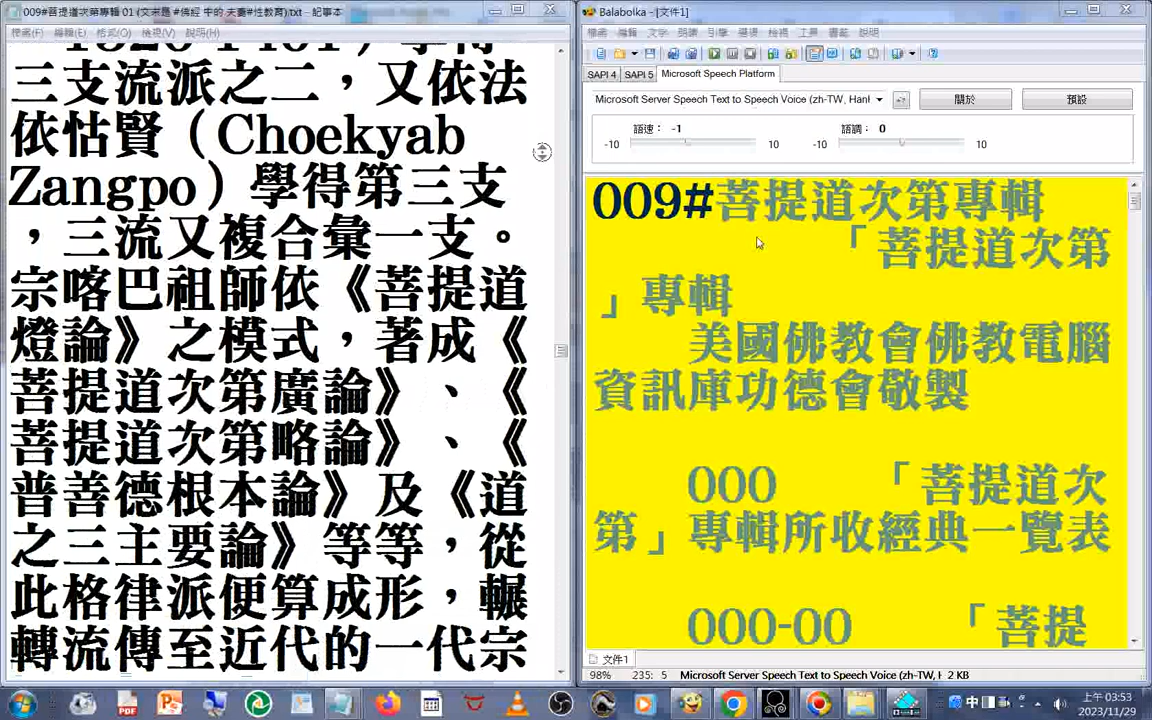 009#菩提道次第專輯 01 (文末是 #佛經 中的 夫妻#性教育).txt - 記事本
檔案(F) 編輯(E) 格式(O) 檢視(V) 說明(H)
三支流派之二，又依法
依怙賢（Choekyab
Zangpo）學得第三支
，三流又複合彙一支。
宗喀巴祖師依《菩提道
燈論》之模式，著成《
菩提道次第廣論》、《
菩提道次第略論》、《
普善德根本論》及《道
之三主要論》等等，從
此格律派便算成形，輾
轉流傳至近代的一代宗
Balabolka - [文件1]
檔案 編輯 文字 朗讀 引擎 選項 檢視 工具 書籤 說明
SAPI 4 SAPI 5 Microsoft Speech Platform
Microsoft Server Speech Text to Speech Voice (zh-TW, Hanl
關於 預設
語速： -1 語調： 0
-10 10 -10 10
009#菩提道次第專輯
「菩提道次第
」專輯
美國佛教會佛教電腦
資訊庫功德會敬製
000 「菩提道次
第」專輯所收經典一覽表
000-00 「菩提
文件1
98% 235: 5 Microsoft Speech Text to Speech Voice (zh-TW, H 2 KB
中
上午 03:53
2023/11/29